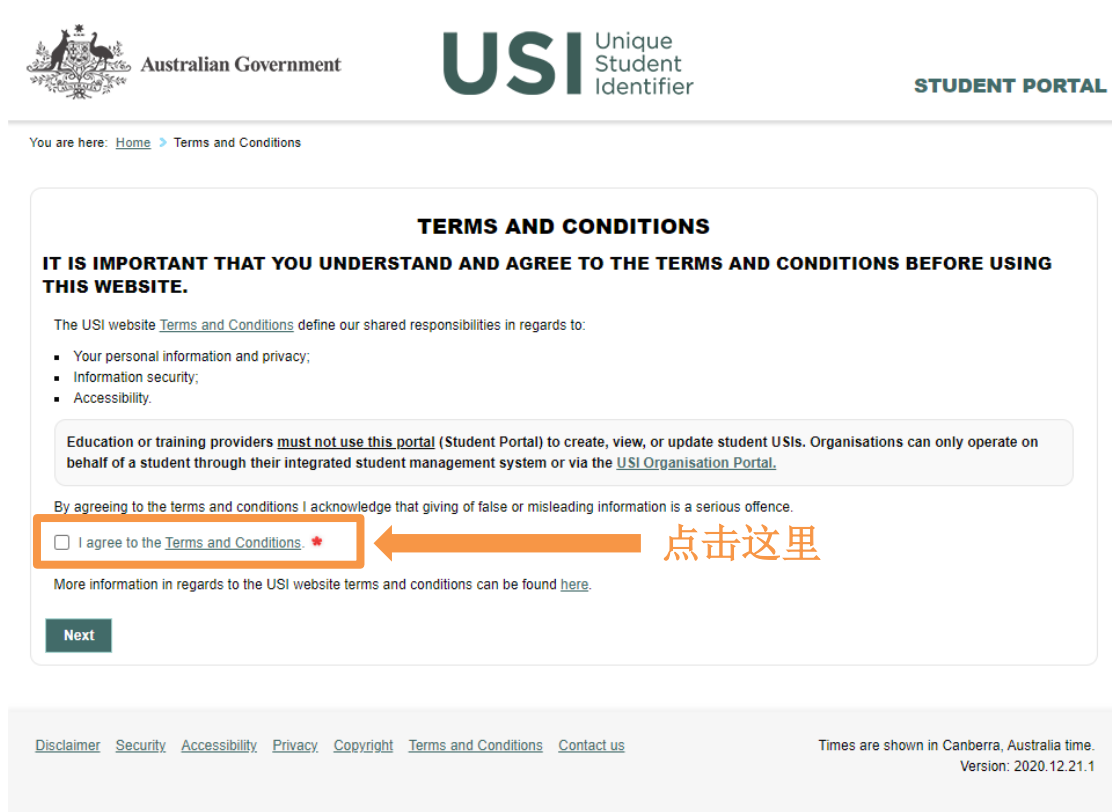 Australian Government
USI Unique
Student
Identifier
STUDENT PORTAL
You are here: Home > Terms and Conditions
TERMS AND CONDITIONS
IT IS IMPORTANT THAT YOU UNDERSTAND AND AGREE TO THE TERMS AND CONDITIONS BEFORE USING
THIS WEBSITE.
The USI website Terms and Conditions define our shared responsibilities in regards to:
▪ Your personal information and privacy;
▪ Information security;
▪ Accessibility.
Education or training providers must not use this portal (Student Portal) to create, view, or update student USIs. Organisations can only operate on
behalf of a student through their integrated student management system or via the USI Organisation Portal.
By agreeing to the terms and conditions I acknowledge that giving of false or misleading information is a serious offence.
I agree to the Terms and Conditions. *
点击这里
More information in regards to the USI website terms and conditions can be found here.
Next
Disclaimer Security Accessibility Privacy Copyright Terms and Conditions Contact us
Times are shown in Canberra, Australia time.
Version: 2020.12.21.1